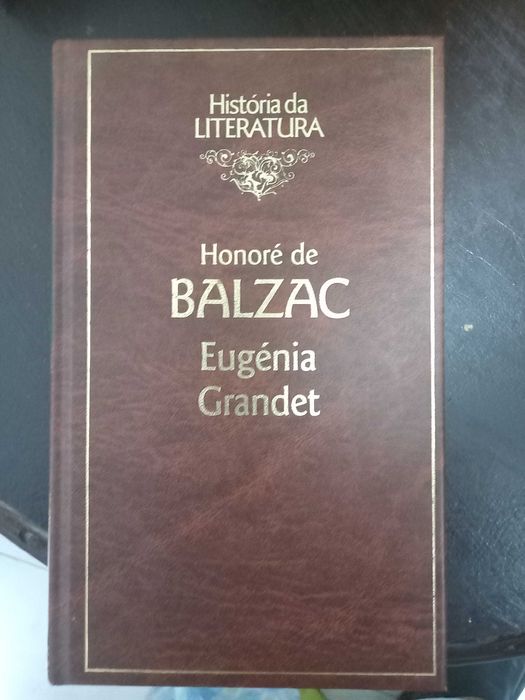 História da
LITERATURA
Honoré de
BALZAC
Eugénia
Grandet